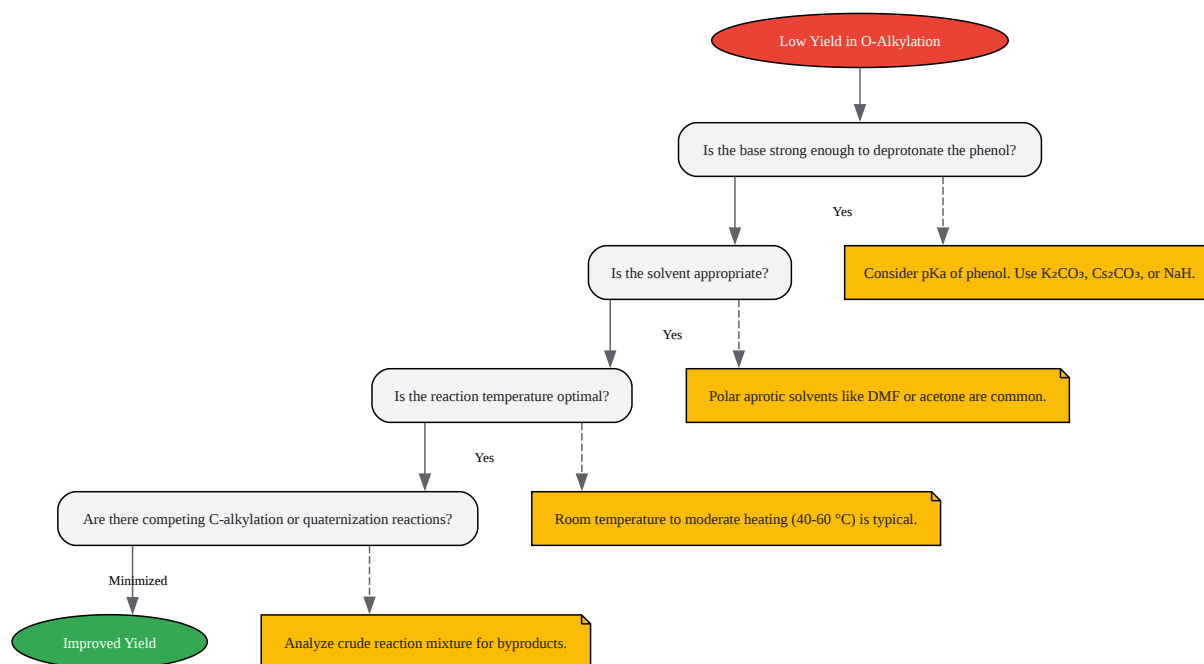 Low Yield in O-Alkylation
Is the base strong enough to deprotonate the phenol?
Yes
Is the solvent appropriate?
Consider pKa of phenol. Use K₂CO₃, Cs₂CO₃, or NaH.
Yes
Is the reaction temperature optimal?
Polar aprotic solvents like DMF or acetone are common.
Yes
Are there competing C-alkylation or quaternization reactions?
Room temperature to moderate heating (40-60 °C) is typical.
Minimized
Improved Yield
Analyze crude reaction mixture for byproducts.